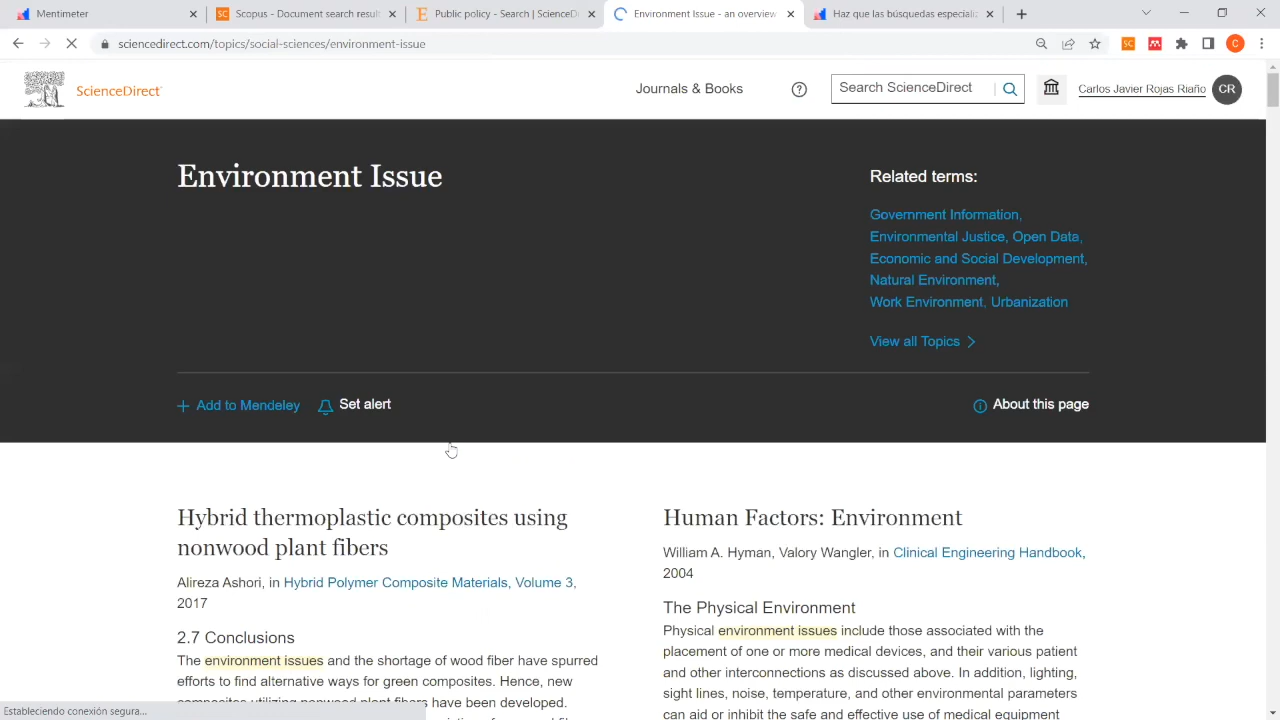 Mentimeter
Scopus - Document search result
Public policy - Search | ScienceD
Environment Issue - an overview
Haz que las búsquedas especializ
sciencedirect.com/topics/social-sciences/environment-issue
SC
C
ScienceDirect
Journals & Books
?
Search ScienceDirect
Carlos Javier Rojas Riaño
CR
Environment Issue
Related terms:
Government Information,
Environmental Justice, Open Data,
Economic and Social Development,
Natural Environment,
Work Environment, Urbanization
View all Topics
Add to Mendeley
Set alert
About this page
Hybrid thermoplastic composites using
nonwood plant fibers
Alireza Ashori, in Hybrid Polymer Composite Materials, Volume 3,
2017
2.7 Conclusions
The environment issues and the shortage of wood fiber have spurred
efforts to find alternative ways for green composites. Hence, new
composites utilizing nonwood plant fibers have been developed.
Human Factors: Environment
William A. Hyman, Valory Wangler, in Clinical Engineering Handbook,
2004
The Physical Environment
Physical environment issues include those associated with the
placement of one or more medical devices, and their various patient
and other interconnections as discussed above. In addition, lighting,
sight lines, noise, temperature, and other environmental parameters
can aid or inhibit the safe and effective use of medical equipment
Estableciendo conexión segura...